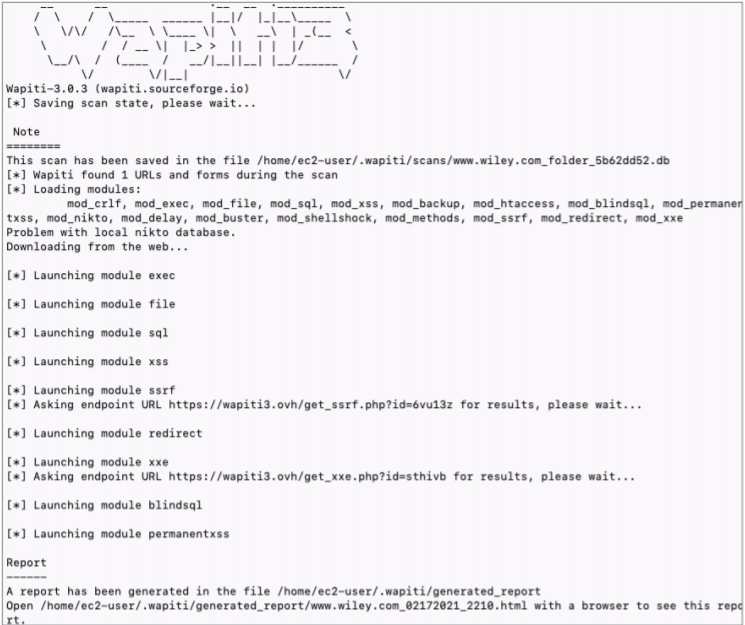 Wapiti-3.0.3 (wapiti.sourceforge.io)
[*] Saving scan state, please wait...
Note
========
This scan has been saved in the file /home/ec2-user/.wapiti/scans/www.wiley.com_folder_5b62dd52.db
[*] Wapiti found 1 URLs and forms during the scan
[*] Loading modules:
mod_crlf, mod_exec, mod_file, mod_sql, mod_xss, mod_backup, mod_htaccess, mod_blindsql, mod_permanen
txss, mod_nikto, mod_delay, mod_buster, mod_shellshock, mod_methods, mod_ssrf, mod_redirect, mod_xxe
Problem with local nikto database.
Downloading from the web...
[*] Launching module exec
[*] Launching module file
[*] Launching module sql
[*] Launching module xss
[*] Launching module ssrf
[*] Asking endpoint URL https://wapiti3.ovh/get_ssrf.php?id=6vu13z for results, please wait...
[*] Launching module redirect
[*] Launching module xxe
[*] Asking endpoint URL https://wapiti3.ovh/get_xxe.php?id=sthivb for results, please wait...
[*] Launching module blindsql
[*] Launching module permanentxss
Report
------
A report has been generated in the file /home/ec2-user/.wapiti/generated_report
Open /home/ec2-user/.wapiti/generated_report/www.wiley.com_02172021_2210.html with a browser to see this repo
rt.